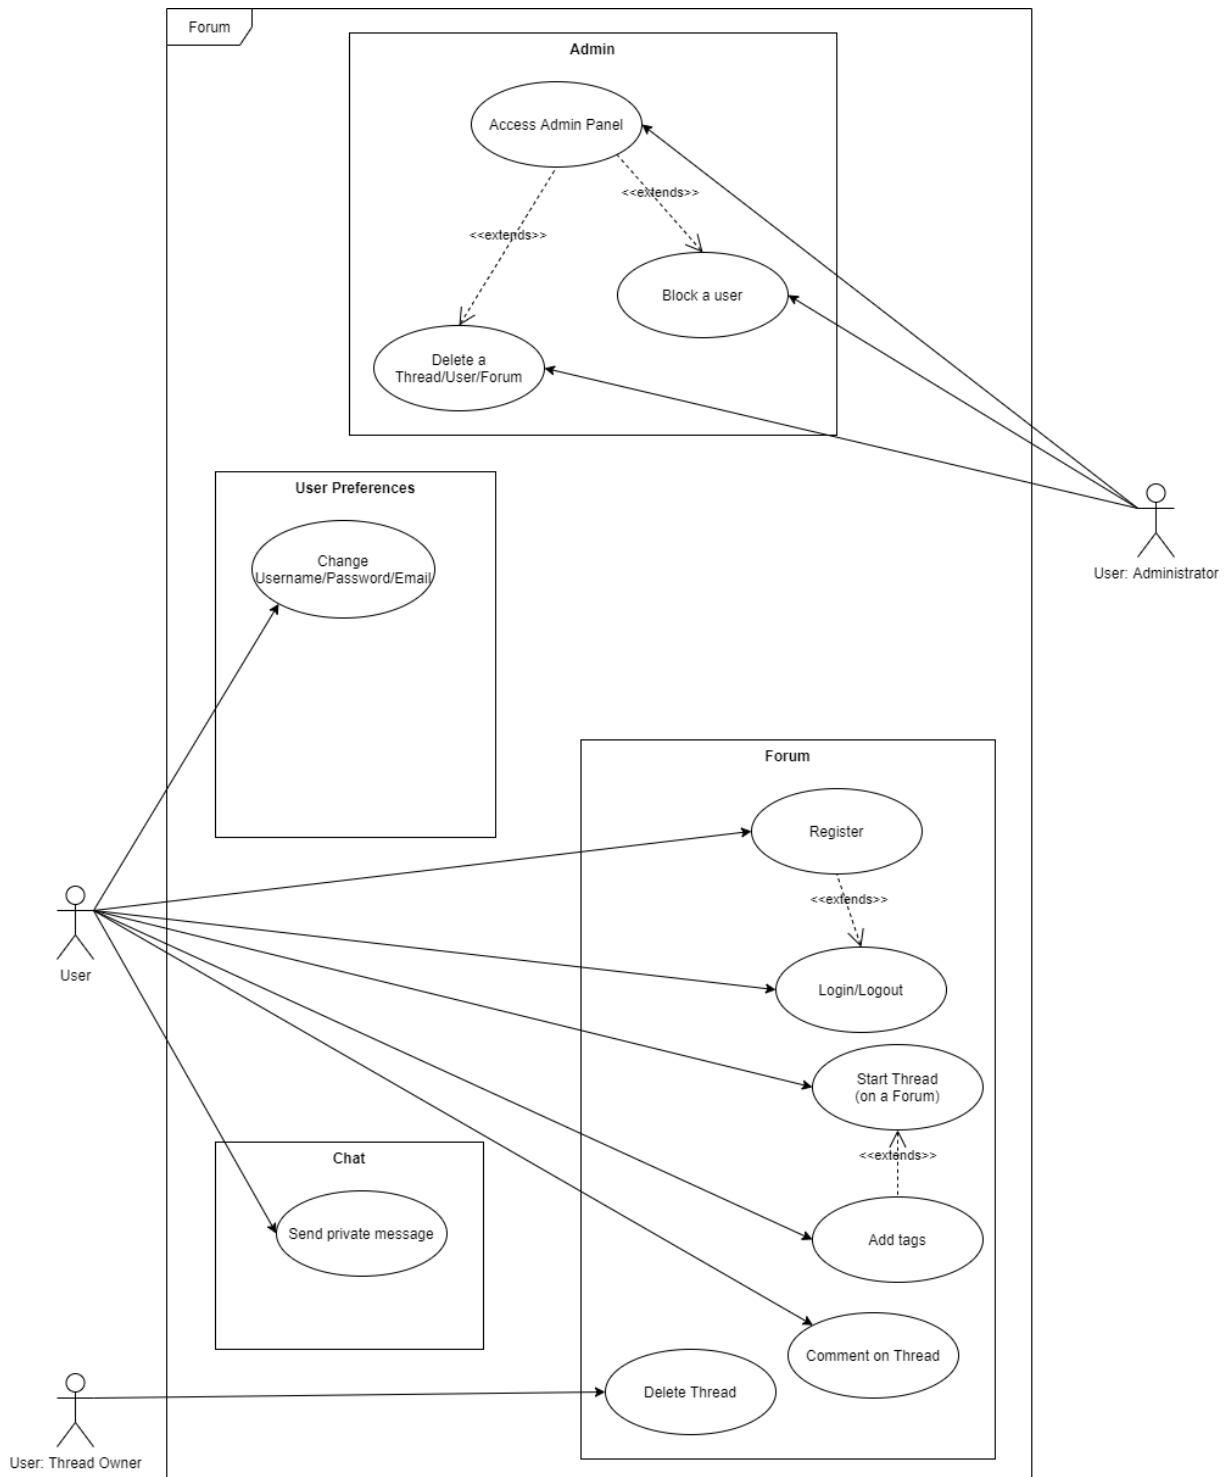 Forum
Admin
Access Admin Panel
<<extends>>
<<extends>>
Block a user
Delete a
Thread/User/Forum
User Preferences
Change
Username/Password/Email
User: Administrator
Forum
Register
<<extends>>
User
Login/Logout
Start Thread
(on a Forum)
<<extends>>
Chat
Send private message
Add tags
Comment on Thread
Delete Thread
User: Thread Owner